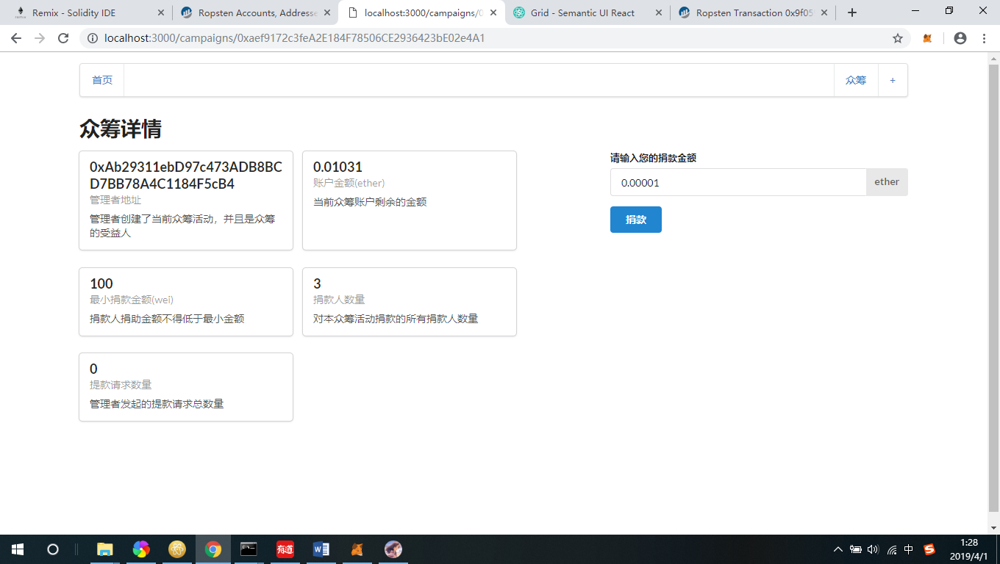 Remix - Solidity IDE
Ropsten Accounts, Addresse
localhost:3000/campaigns/0
Grid - Semantic UI React
Ropsten Transaction 0x9f05
localhost:3000/campaigns/0xaef9172c3feA2E184F78506CE2936423bE02e4A1
首页
众筹
+
众筹详情
0xAb29311ebD97c473ADB8BC
D7BB78A4C1184F5cB4
管理者地址
管理者创建了当前众筹活动，并且是众筹
的受益人
0.01031
账户金额(ether)
当前众筹账户剩余的金额
请输入您的捐款金额
0.00001
ether
捐款
100
最小捐款金额(wei)
捐款人捐助金额不得低于最小金额
3
捐款人数量
对本众筹活动捐款的所有捐款人数量
0
提款请求数量
管理者发起的提款请求总数量
有道
中
1:28
2019/4/1